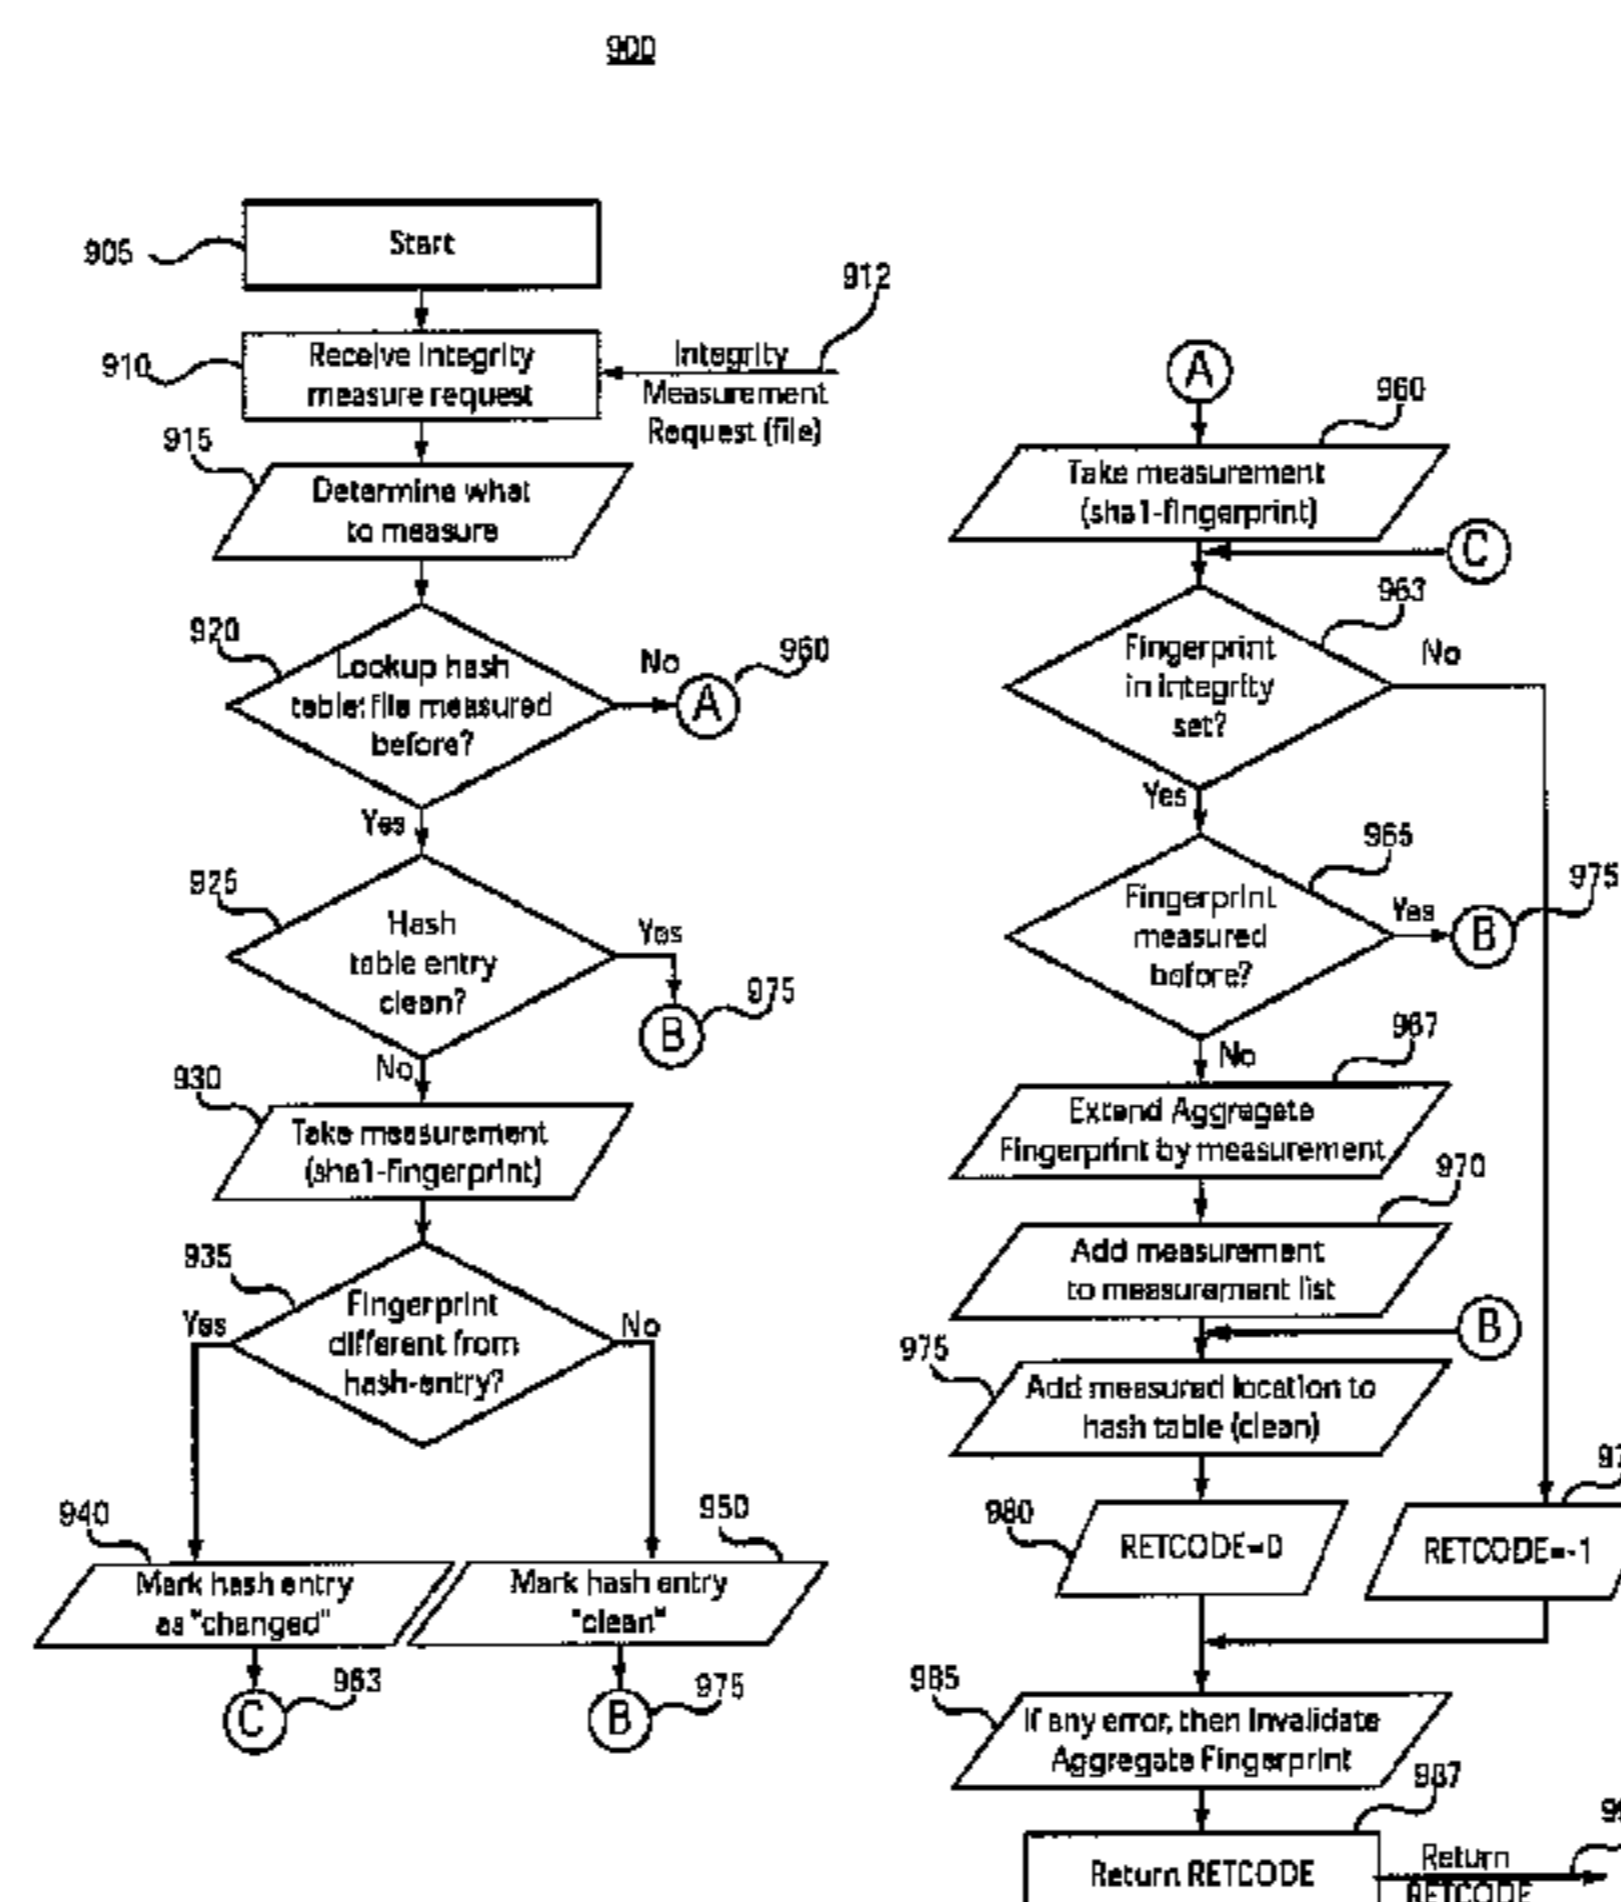 900
Start
905
912
Receive Integrity
measure request
910
Integrity
Measurement
Request (file)
915
Determine what
to measure
920
Lookup hash
table: file measured
before?
No
A
960
Yes
925
Hash
table entry
clean?
Yes
B
975
No
930
Take measurement
(sha1-fingerprint)
935
Fingerprint
different from
hash-entry?
Yes
No
940
Mark hash entry
as "changed"
950
Mark hash entry
"clean"
C
963
B
975
A
960
Take measurement
(sha1-fingerprint)
C
963
Fingerprint
in integrity
set?
No
Yes
965
Fingerprint
measured
before?
Yes
B
975
No
967
Extend Aggregate
Fingerprint by measurement
970
Add measurement
to measurement list
B
975
Add measured location to
hash table (clean)
980
RETCODE=0
RETCODE=-1
985
If any error, then Invalidate
Aggregate Fingerprint
987
Return RETCODE
Return
RETCODE